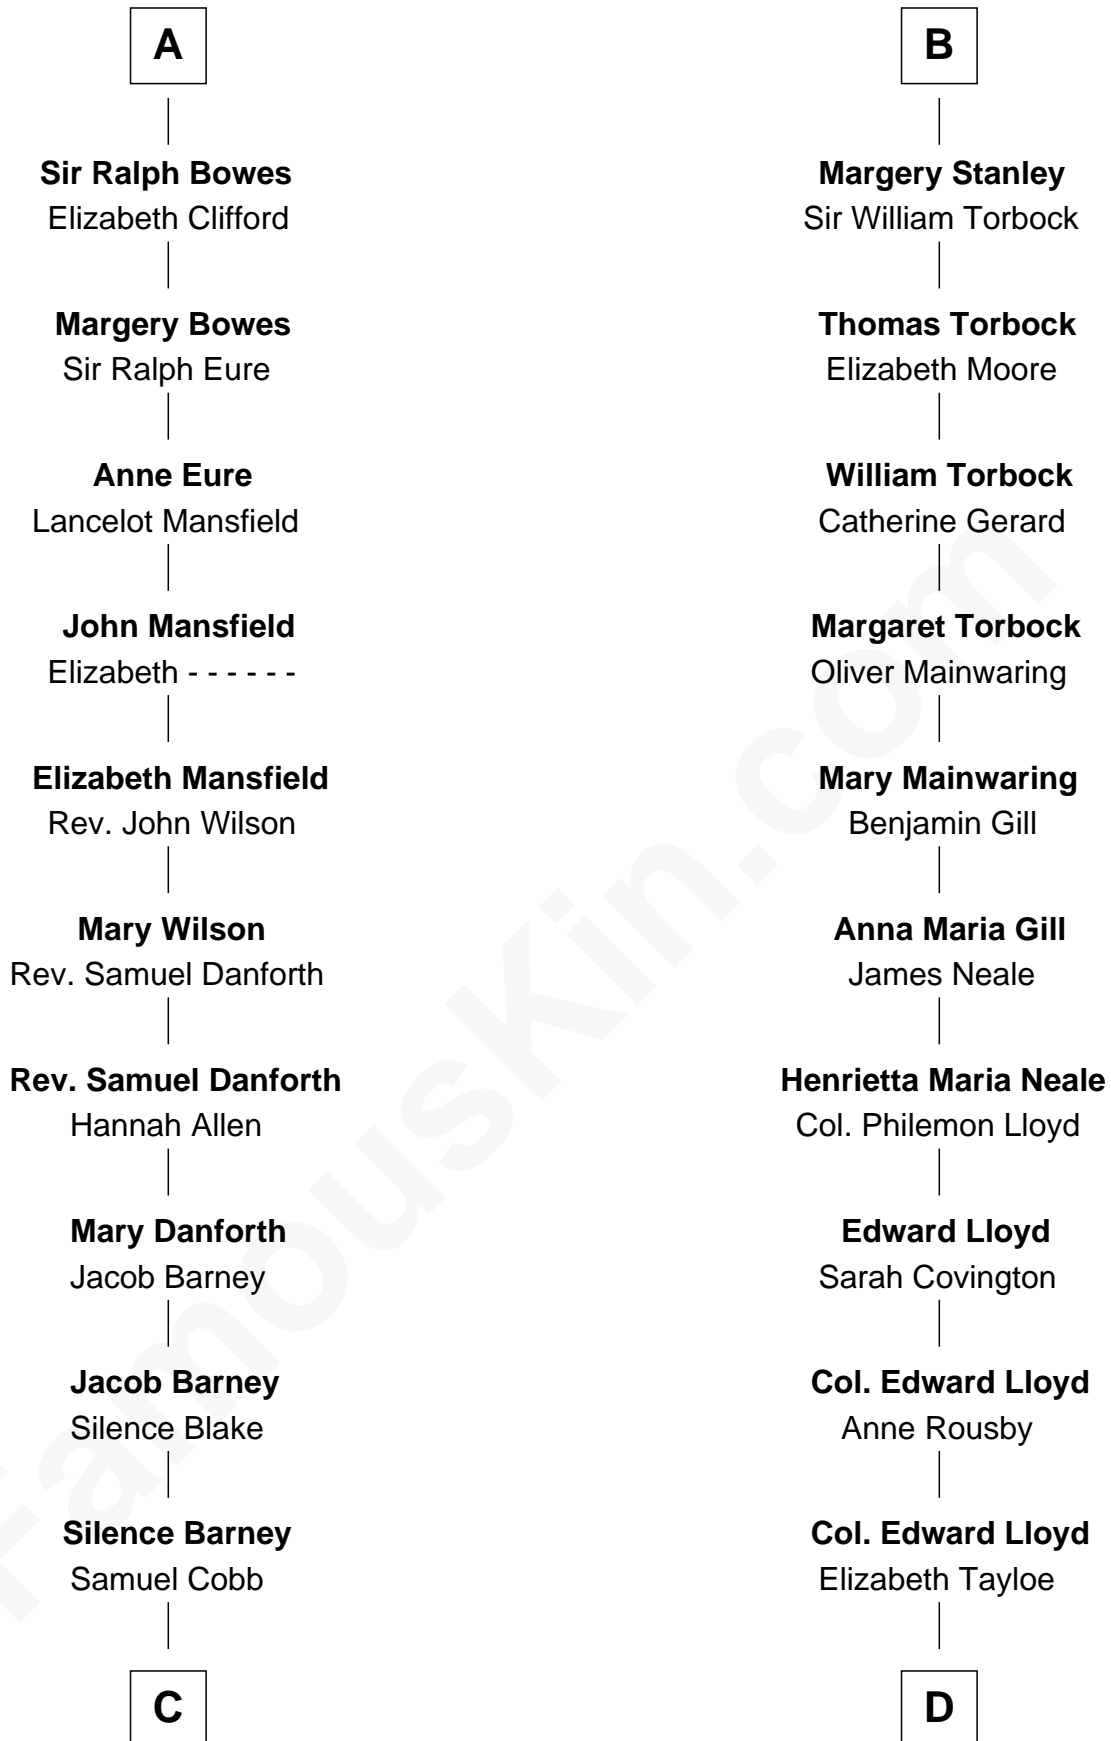 A
Sir Ralph Bowes
Elizabeth Clifford
Margery Bowes
Sir Ralph Eure
Anne Eure
Lancelot Mansfield
John Mansfield
Elizabeth - - - - - -
Elizabeth Mansfield
Rev. John Wilson
Mary Wilson
Rev. Samuel Danforth
Rev. Samuel Danforth
Hannah Allen
Mary Danforth
Jacob Barney
Jacob Barney
Silence Blake
Silence Barney
Samuel Cobb
C
B
Margery Stanley
Sir William Torbock
Thomas Torbock
Elizabeth Moore
William Torbock
Catherine Gerard
Margaret Torbock
Oliver Mainwaring
Mary Mainwaring
Benjamin Gill
Anna Maria Gill
James Neale
Henrietta Maria Neale
Col. Philemon Lloyd
Edward Lloyd
Sarah Covington
Col. Edward Lloyd
Anne Rousby
Col. Edward Lloyd
Elizabeth Tayloe
D
FamousKin.com